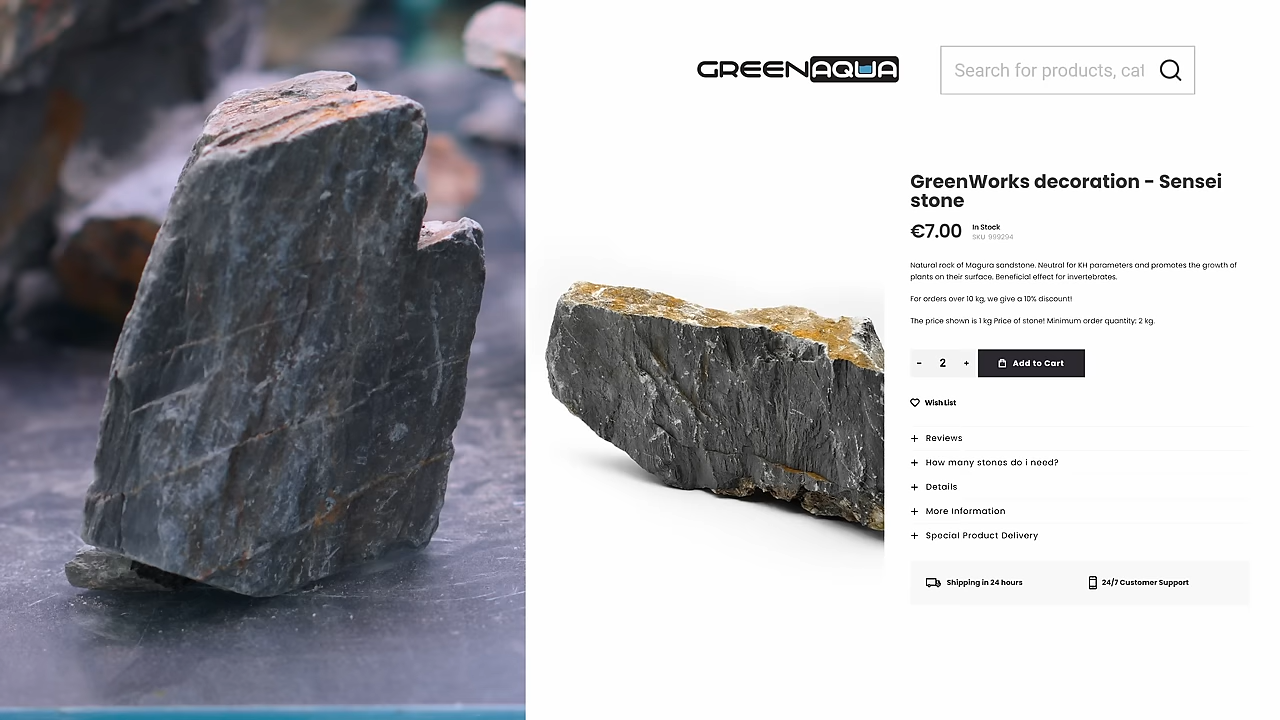 GREENAQUA
Search for products, cat
GreenWorks decoration - Sensei
stone
€7.00
In Stock
SKU 999294
Natural rock of Magura sandstone. Neutral for KH parameters and promotes the growth of
plants on their surface. Beneficial effect for invertebrates.
For orders over 10 kg, we give a 10% discount!
The price shown is 1 kg Price of stone! Minimum order quantity: 2 kg.
- 2 + Add to Cart
Wish List
+ Reviews
+ How many stones do i need?
+ Details
+ More Information
+ Special Product Delivery
Shipping in 24 hours
24/7 Customer Support